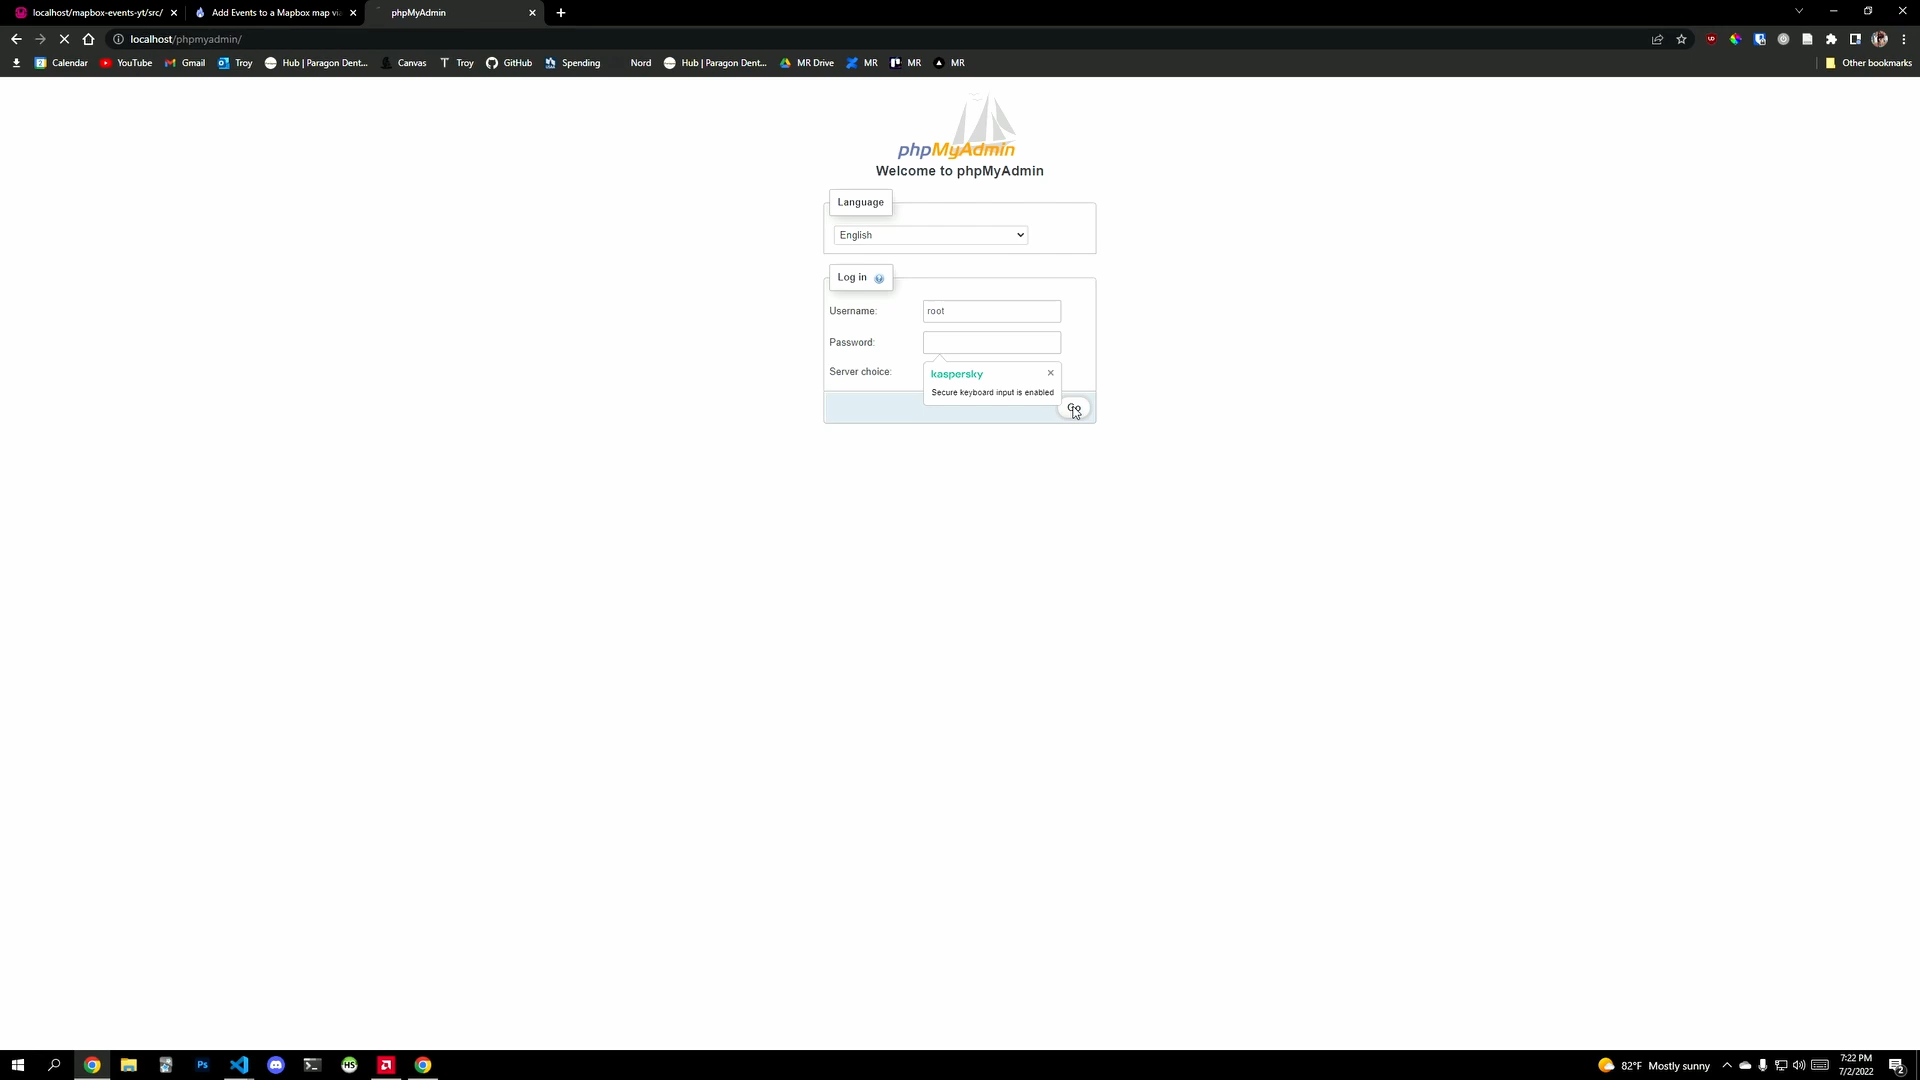 localhost/mapbox-events-yt/src/
Add Events to a Mapbox map vi
phpMyAdmin
localhost/phpmyadmin/
Calendar
YouTube
Gmail
Troy
Hub | Paragon Dent...
Canvas
Troy
GitHub
Spending
Nord
Hub | Paragon Dent...
MR Drive
MR
MR
MR
Other bookmarks
phpMyAdmin
Welcome to phpMyAdmin
Language
English
Log in
Username:
root
Password:
Server choice:
kaspersky
Secure keyboard input is enabled
Go
Ps
HS
82°F Mostly sunny
7:22 PM
7/2/2022
2